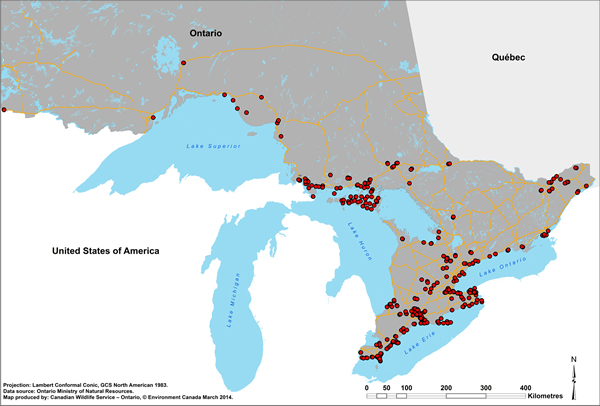 Ontario
Québec
Lake Superior
United States of America
Lake Huron
Lake Michigan
Lake Ontario
Lake Erie
N
Projection: Lambert Conformal Conic, GCS North American 1983.
Data source: Ontario Ministry of Natural Resources.
Map produced by: Canadian Wildlife Service – Ontario, © Environment Canada March 2014.
0 50 100 200 300 400
Kilometres